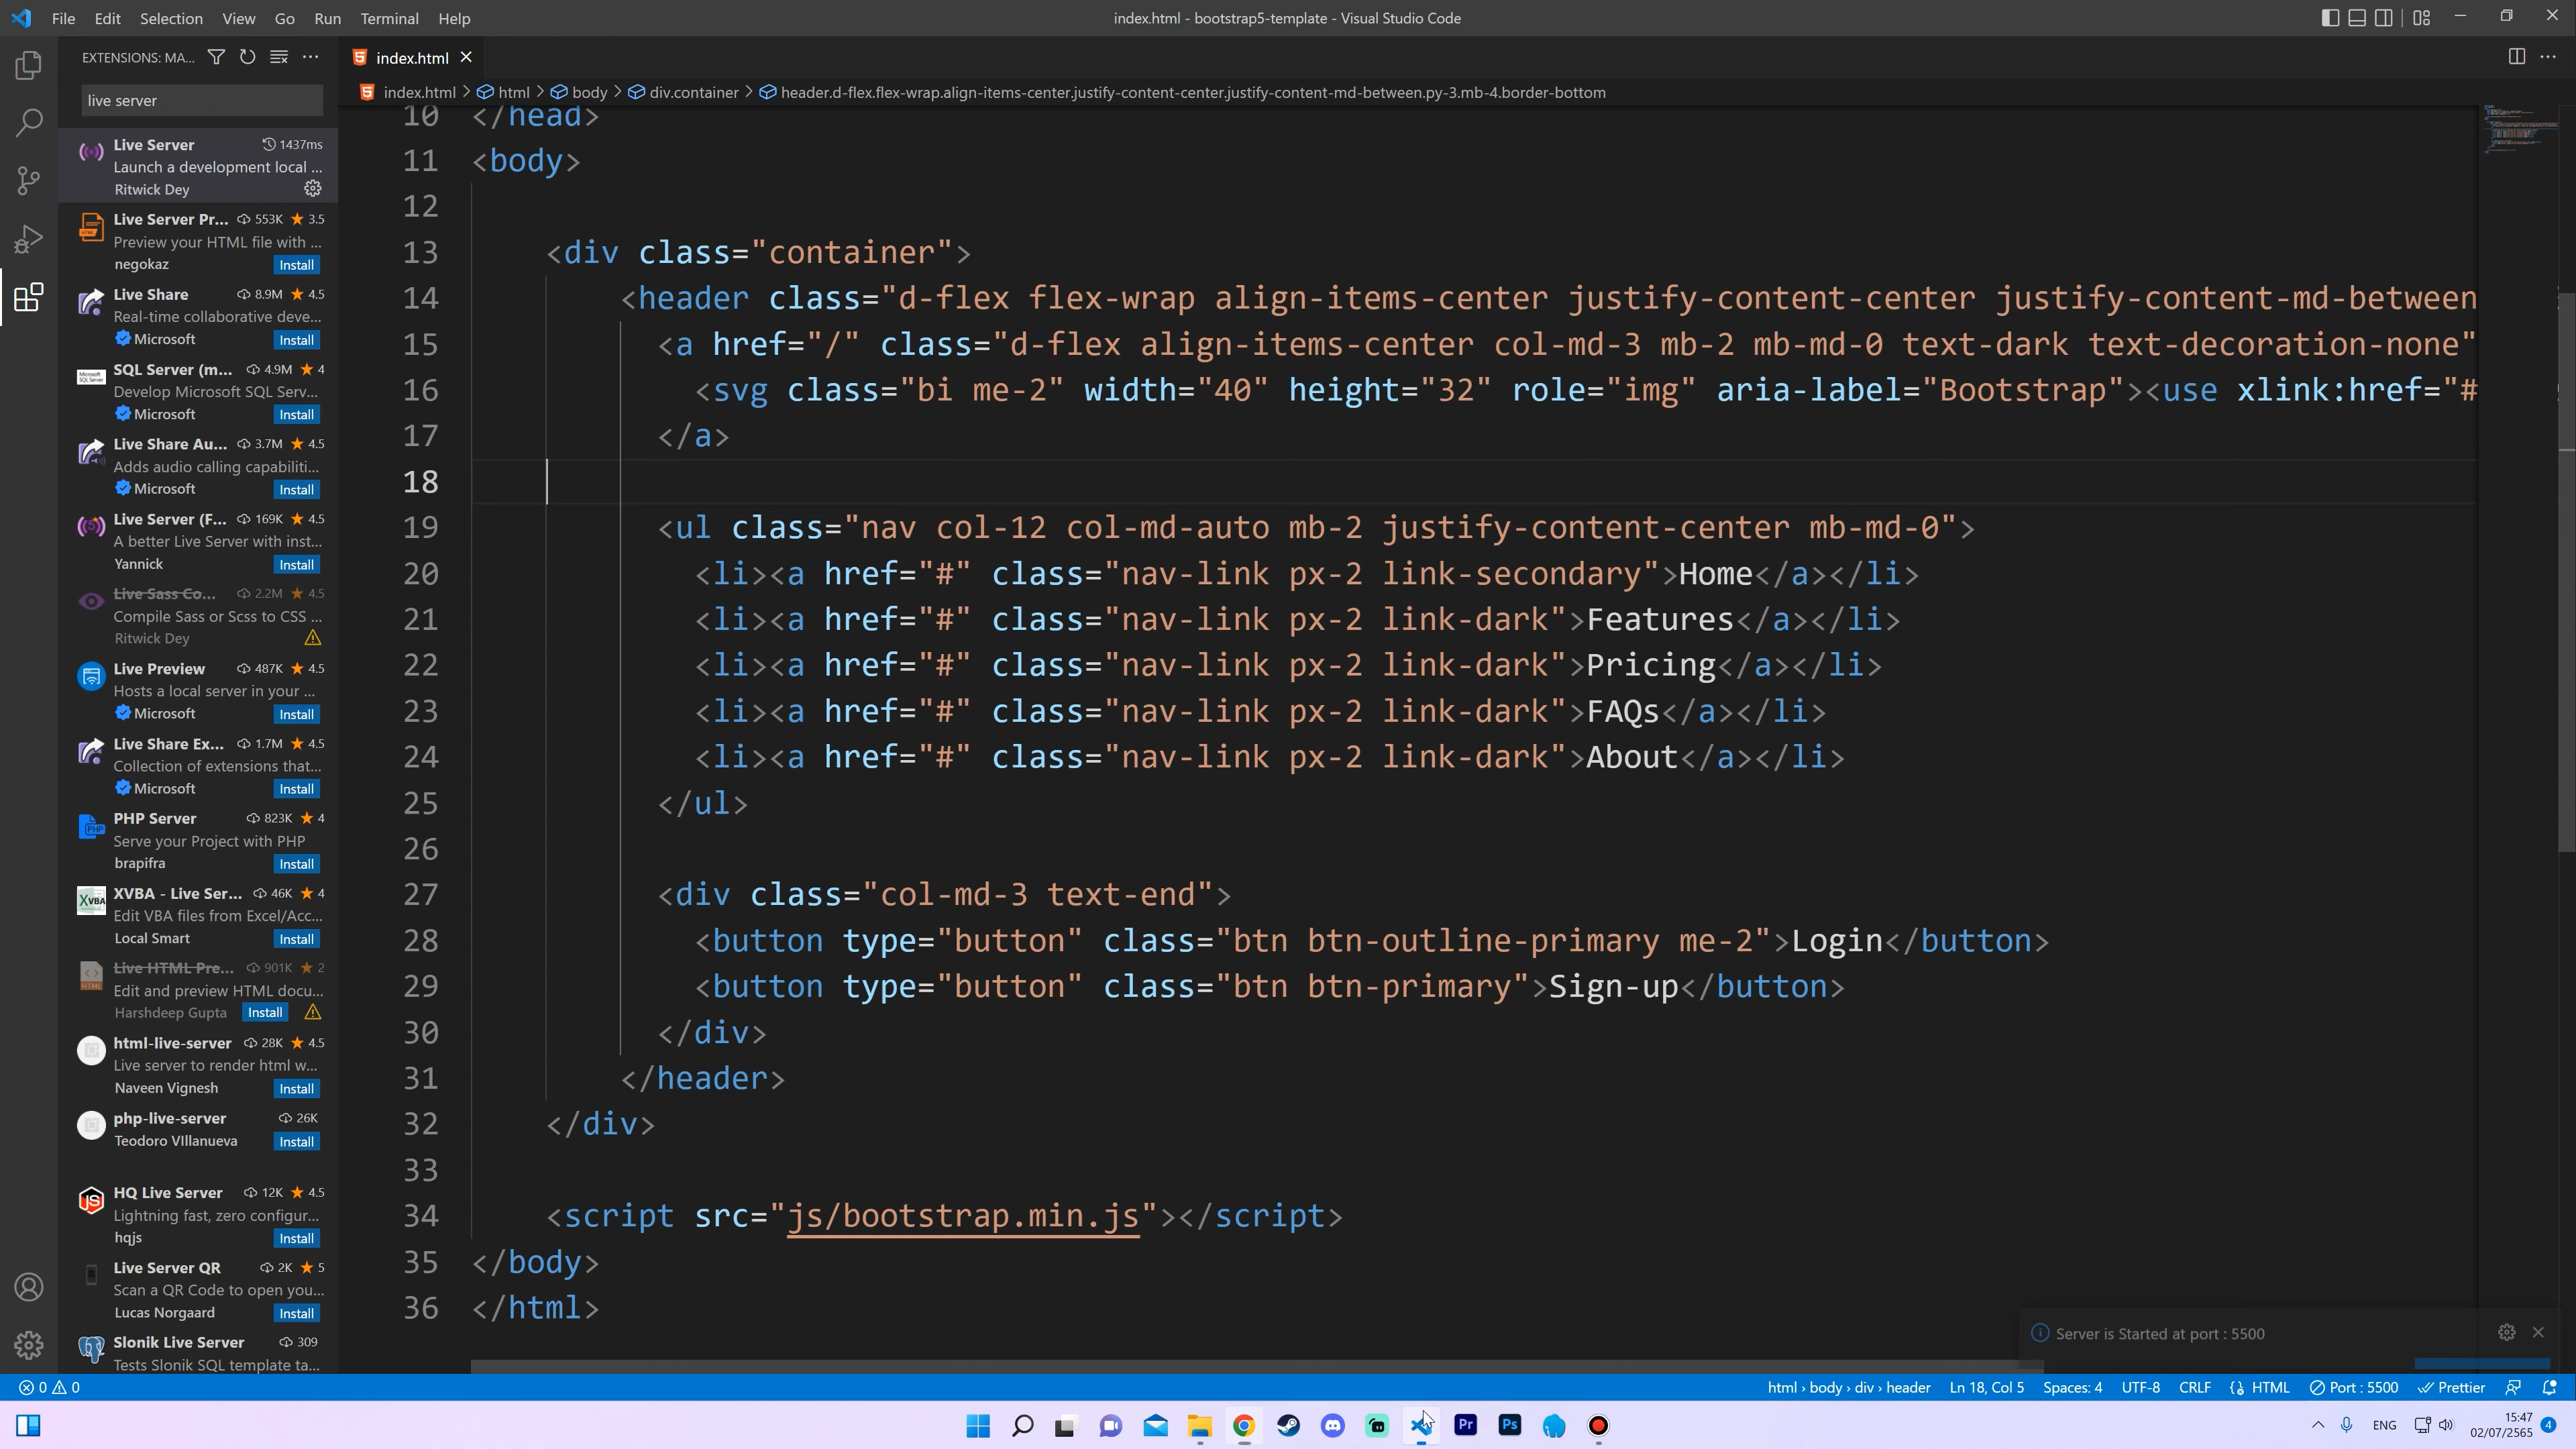 File Edit Selection View Go Run Terminal Help
index.html - bootstrap5-template - Visual Studio Code
EXTENSIONS: MA...
live server
Live Server 1437ms
Launch a development local ...
Ritwick Dey
Live Server Pr... 553K ★ 3.5
Preview your HTML file with ...
negokaz Install
Live Share 8.9M ★ 4.5
Real-time collaborative deve...
Microsoft Install
SQL Server (m... 4.9M ★ 4
Develop Microsoft SQL Serv...
Microsoft Install
Live Share Au... 3.7M ★ 4.5
Adds audio calling capabiliti...
Microsoft Install
Live Server (F... 169K ★ 4.5
A better Live Server with inst...
Yannick Install
Live Sass Co... 2.2M ★ 4.5
Compile Sass or Scss to CSS ...
Ritwick Dey
Live Preview 487K ★ 4.5
Hosts a local server in your ...
Microsoft Install
Live Share Ex... 1.7M ★ 4.5
Collection of extensions that...
Microsoft Install
PHP Server 823K ★ 4
Serve your Project with PHP
brapifra Install
XVBA - Live Ser... 46K ★ 4
Edit VBA files from Excel/Acc...
Local Smart Install
Live HTML Pre... 901K ★ 2
Edit and preview HTML docu...
Harshdeep Gupta Install
html-live-server 28K ★ 4.5
Live server to render html w...
Naveen Vignesh Install
php-live-server 26K
Teodoro VIllanueva Install
HQ Live Server 12K ★ 4.5
Lightning fast, zero configur...
hqjs Install
Live Server QR 2K ★ 5
Scan a QR Code to open you...
Lucas Norgaard Install
Slonik Live Server 309
Tests Slonik SQL template ta...
index.html
index.html > html > body > div.container > header.d-flex.flex-wrap.align-items-center.justify-content-center.justify-content-md-between.py-3.mb-4.border-bottom
10 </head>
11 <body>
12
13 <div class="container">
14 <header class="d-flex flex-wrap align-items-center justify-content-center justify-content-md-between
15 <a href="/" class="d-flex align-items-center col-md-3 mb-2 mb-md-0 text-dark text-decoration-none"
16 <svg class="bi me-2" width="40" height="32" role="img" aria-label="Bootstrap"><use xlink:href="#
17 </a>
18
19 <ul class="nav col-12 col-md-auto mb-2 justify-content-center mb-md-0">
20 <li><a href="#" class="nav-link px-2 link-secondary">Home</a></li>
21 <li><a href="#" class="nav-link px-2 link-dark">Features</a></li>
22 <li><a href="#" class="nav-link px-2 link-dark">Pricing</a></li>
23 <li><a href="#" class="nav-link px-2 link-dark">FAQs</a></li>
24 <li><a href="#" class="nav-link px-2 link-dark">About</a></li>
25 </ul>
26
27 <div class="col-md-3 text-end">
28 <button type="button" class="btn btn-outline-primary me-2">Login</button>
29 <button type="button" class="btn btn-primary">Sign-up</button>
30 </div>
31 </header>
32 </div>
33
34 <script src="js/bootstrap.min.js"></script>
35 </body>
36 </html>
Server is Started at port : 5500
0 0 html › body › div › header Ln 18, Col 5 Spaces: 4 UTF-8 CRLF HTML Port : 5500 Prettier
Pr Ps ENG 15:47 4
02/07/2565